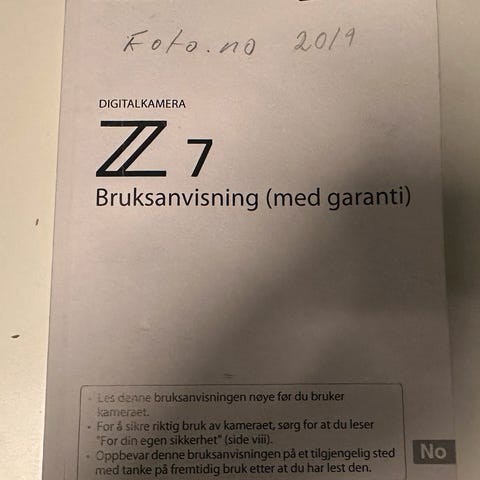 Foto.no 2019
DIGITALKAMERA
Z 7
Bruksanvisning (med garanti)
• Les denne bruksanvisningen nøye før du bruker
kameraet.
• For å sikre riktig bruk av kameraet, sørg for at du leser
"For din egen sikkerhet" (side viii).
• Oppbevar denne bruksanvisningen på et tilgjengelig sted
med tanke på fremtidig bruk etter at du har lest den.
No